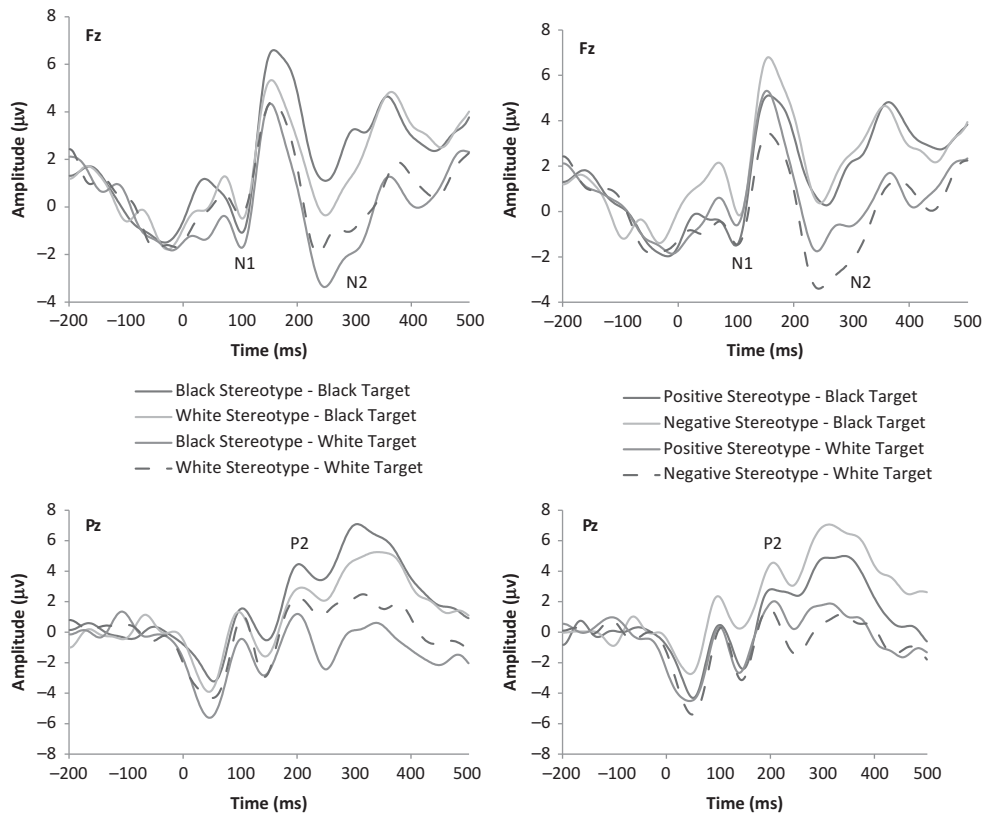 8
6
4
2
0
−2
−4
Amplitude (μv)
Fz
N1
N2
−200 −100 0 100 200 300 400 500
Time (ms)
8
6
4
2
0
−2
−4
Amplitude (μv)
Fz
N1
N2
−200 −100 0 100 200 300 400 500
Time (ms)
Black Stereotype - Black Target
White Stereotype - Black Target
Black Stereotype - White Target
White Stereotype - White Target
Positive Stereotype - Black Target
Negative Stereotype - Black Target
Positive Stereotype - White Target
Negative Stereotype - White Target
8
6
4
2
0
−2
−4
−6
−8
Amplitude (μv)
Pz
P2
−200 −100 0 100 200 300 400 500
Time (ms)
8
6
4
2
0
−2
−4
−6
−8
Amplitude (μv)
Pz
P2
−200 −100 0 100 200 300 400 500
Time (ms)